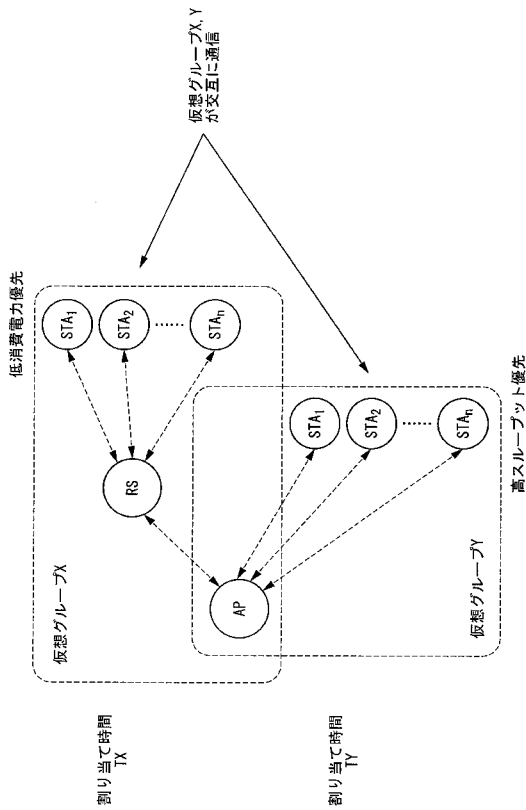 低消費電力優先
仮想グループX
割り当て時間
TX
RS
STA1
STA2
......
STAn
仮想グループX,Y
が交互に通信
AP
STA1
STA2
......
STAn
仮想グループY
割り当て時間
TY
高スループット優先